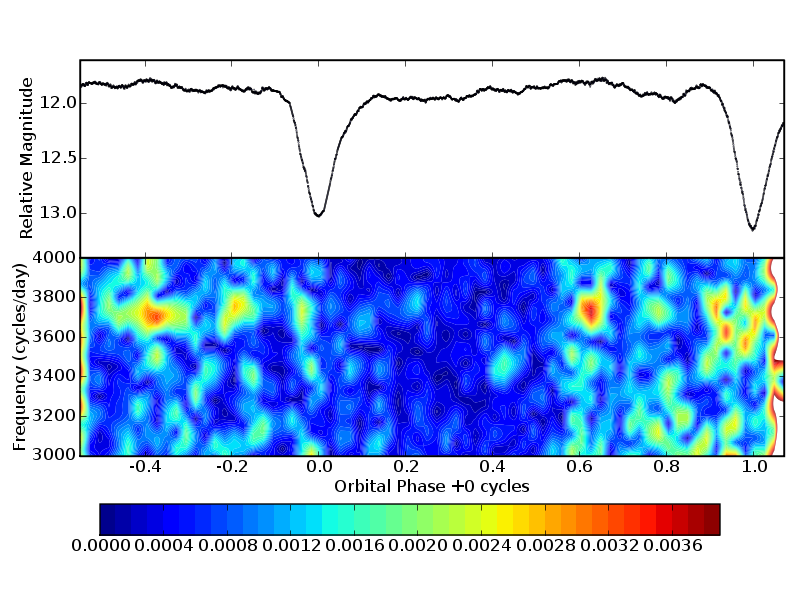 Relative Magnitude
12.0
12.5
13.0
Frequency (cycles/day)
4000
3800
3600
3400
3200
3000
-0.4 -0.2 0.0 0.2 0.4 0.6 0.8 1.0
Orbital Phase +0 cycles
0.0000 0.0004 0.0008 0.0012 0.0016 0.0020 0.0024 0.0028 0.0032 0.0036